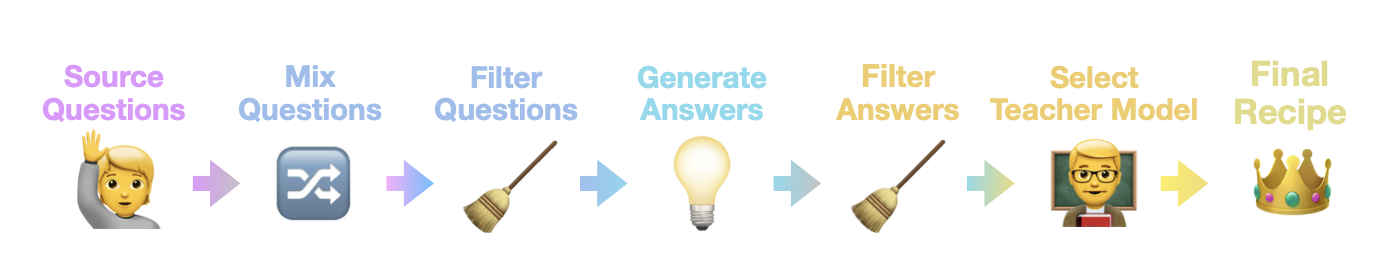 Source
Questions
Mix
Questions
Filter
Questions
Generate
Answers
Filter
Answers
Select
Teacher Model
Final
Recipe